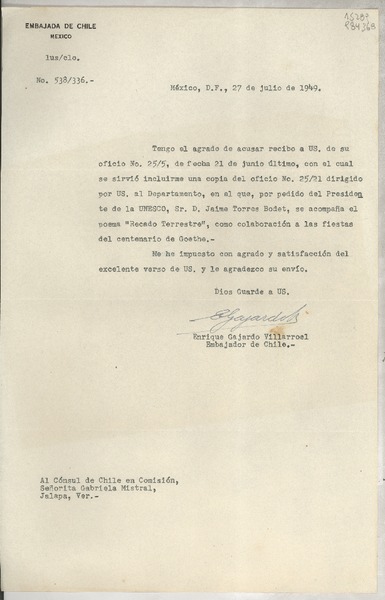 EMBAJADA DE CHILE
MEXICO
lus/clo.
No. 538/336.-
México, D.F., 27 de julio de 1949.
Tengo el agrado de acusar recibo a US. de su
oficio No. 25/5, de fecha 21 de junio último, con el cual
se sirvió incluirme una copia del oficio No. 25/21 dirigido
por US. al Departamento, en el que, por pedido del Presiden
te de la UNESCO, Sr. D. Jaime Torres Bodet, se acompaña el
poema "Recado Terrestre", como colaboración a las fiestas
del centenario de Goethe.-
Me he impuesto con agrado y satisfacción del
excelente verso de US. y le agradezco su envío.
Dios Guarde a US.
EGajardoV
Enrique Gajardo Villarroel
Embajador de Chile.-
Al Cónsul de Chile en Comisión,
Señorita Gabriela Mistral,
Jalapa, Ver.-